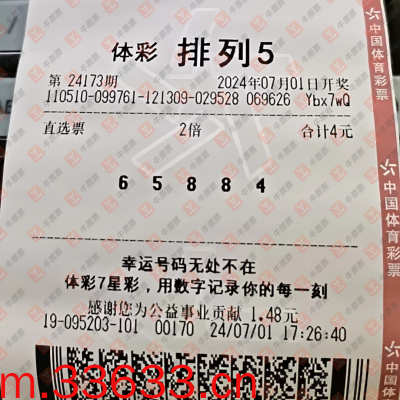 体彩 排列5
第 24173期 2024年07月01日开奖
110510-099761-121309-029528 069626 Ybx7wQ
直选票 2倍 合计4元
6 5 8 8 4
幸运号码无处不在
体彩7星彩，用数字记录你的每一刻
感谢您为公益事业贡献 1.48元
19-095203-101 00170 24/07/01 17:26:40
m.33633.cn
中国体育彩票
中国体育彩票